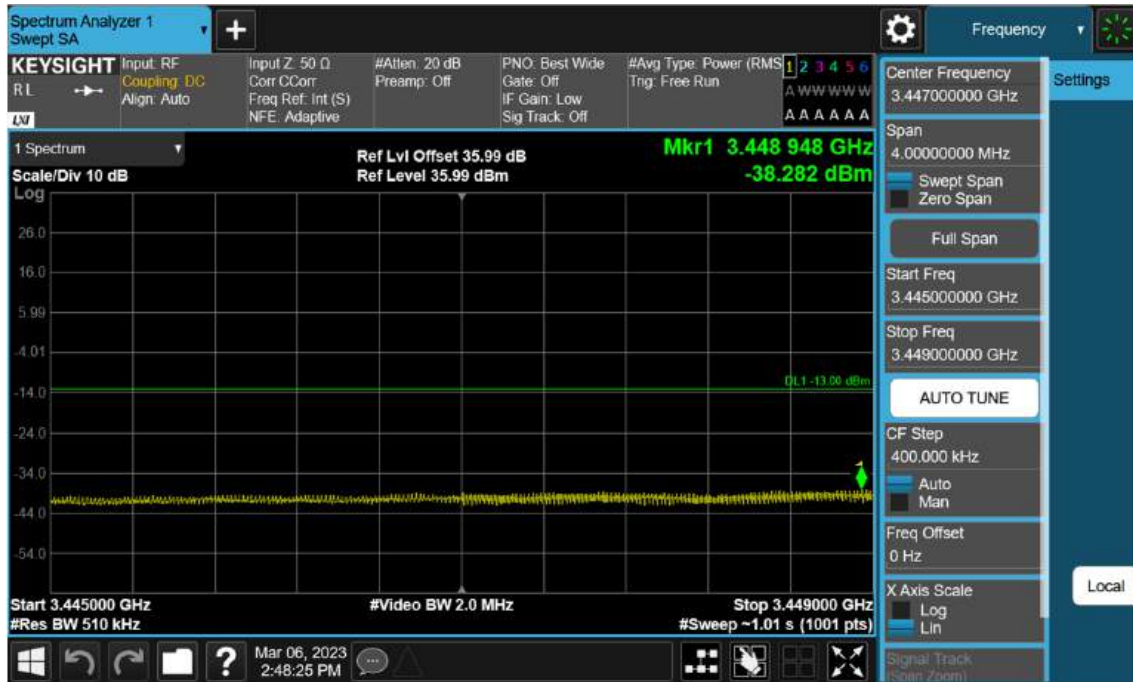 Spectrum Analyzer 1
Swept SA
Frequency
KEYSIGHT
R L
LXI
Input: RF
Coupling: DC
Align: Auto
Input Z: 50 Ω
Corr CCorr
Freq Ref: Int (S)
NFE: Adaptive
#Atten: 20 dB
Preamp: Off
PNO: Best Wide
Gate: Off
IF Gain: Low
Sig Track: Off
#Avg Type: Power (RMS
Trig: Free Run
1 2 3 4 5 6
A W W W W W
A A A A A A
1 Spectrum
Scale/Div 10 dB
Log
Ref Lvl Offset 35.99 dB
Ref Level 35.99 dBm
Mkr1 3.448 948 GHz
-38.282 dBm
26.0
16.0
5.99
-4.01
DL1 -13.00 dBm
-14.0
-24.0
-34.0
1
-44.0
-54.0
Start 3.445000 GHz
#Res BW 510 kHz
#Video BW 2.0 MHz
Stop 3.449000 GHz
#Sweep ~1.01 s (1001 pts)
Center Frequency
3.447000000 GHz
Span
4.00000000 MHz
Swept Span
Zero Span
Full Span
Start Freq
3.445000000 GHz
Stop Freq
3.449000000 GHz
AUTO TUNE
CF Step
400.000 kHz
Auto
Man
Freq Offset
0 Hz
X Axis Scale
Log
Lin
Signal Track
(Span Zoom)
Settings
Local
?
Mar 06, 2023
2:48:25 PM